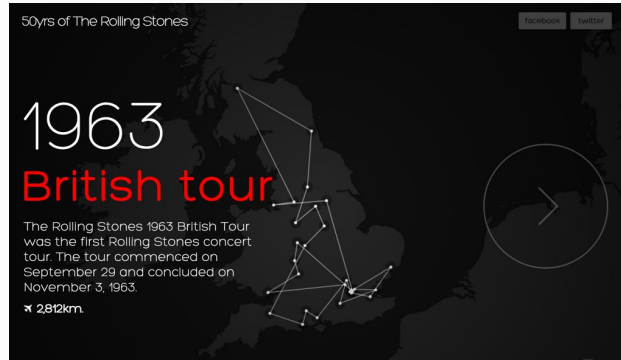 50yrs of The Rolling Stones
facebook
twitter
1963
British tour
The Rolling Stones 1963 British Tour
was the first Rolling Stones concert
tour. The tour commenced on
September 29 and concluded on
November 3, 1963.
2,812km.